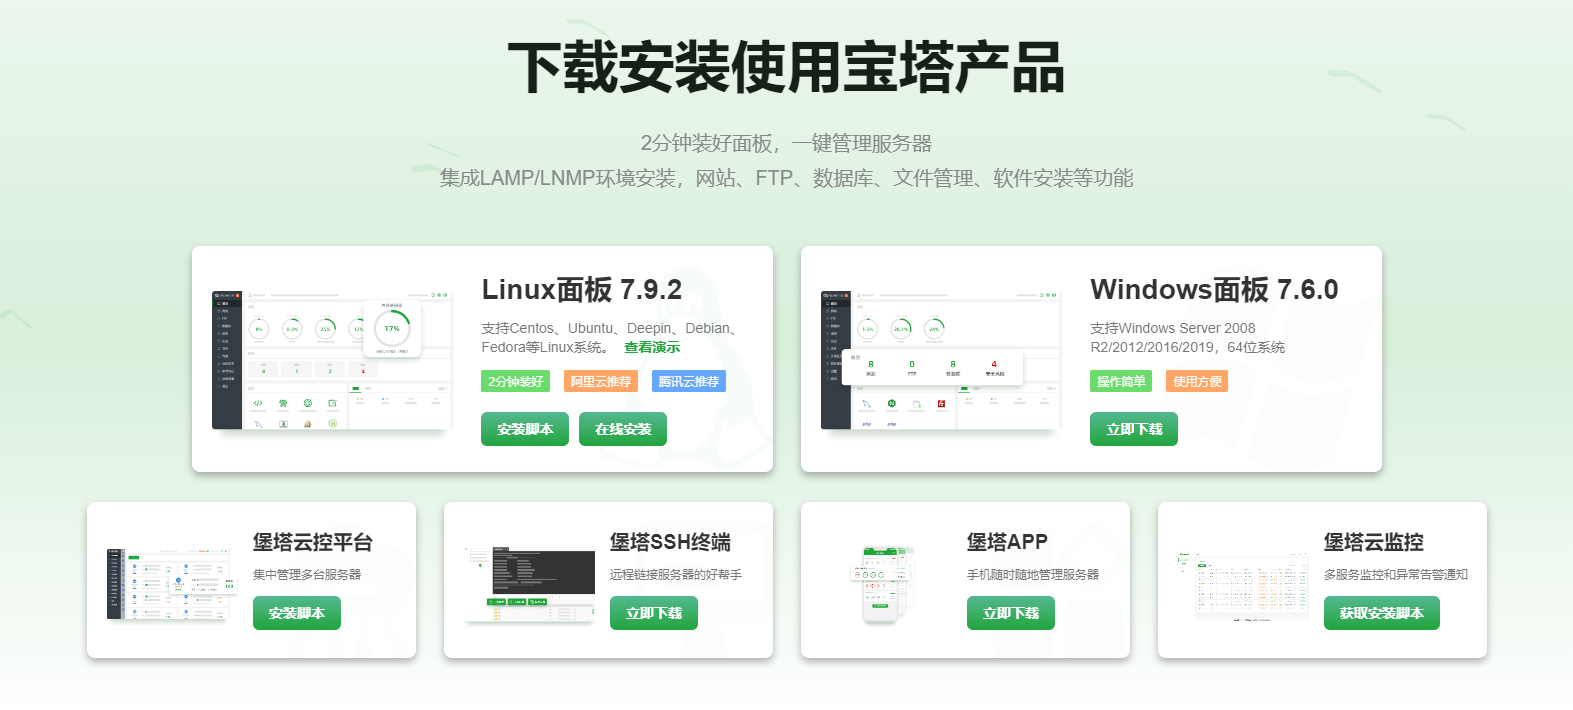 下载安装使用宝塔产品
2分钟装好面板，一键管理服务器
集成LAMP/LNMP环境安装，网站、FTP、数据库、文件管理、软件安装等功能
Linux面板 7.9.2
支持Centos、Ubuntu、Deepin、Debian、
Fedora等Linux系统。 查看演示
2分钟装好 阿里云推荐 腾讯云推荐
安装脚本 在线安装
17%
Windows面板 7.6.0
支持Windows Server 2008
R2/2012/2016/2019，64位系统
操作简单 使用方便
立即下载
8 0 8 4
堡塔云控平台
集中管理多台服务器
安装脚本
堡塔SSH终端
远程链接服务器的好帮手
立即下载
堡塔APP
手机随时随地管理服务器
立即下载
堡塔云监控
多服务监控和异常告警通知
获取安装脚本